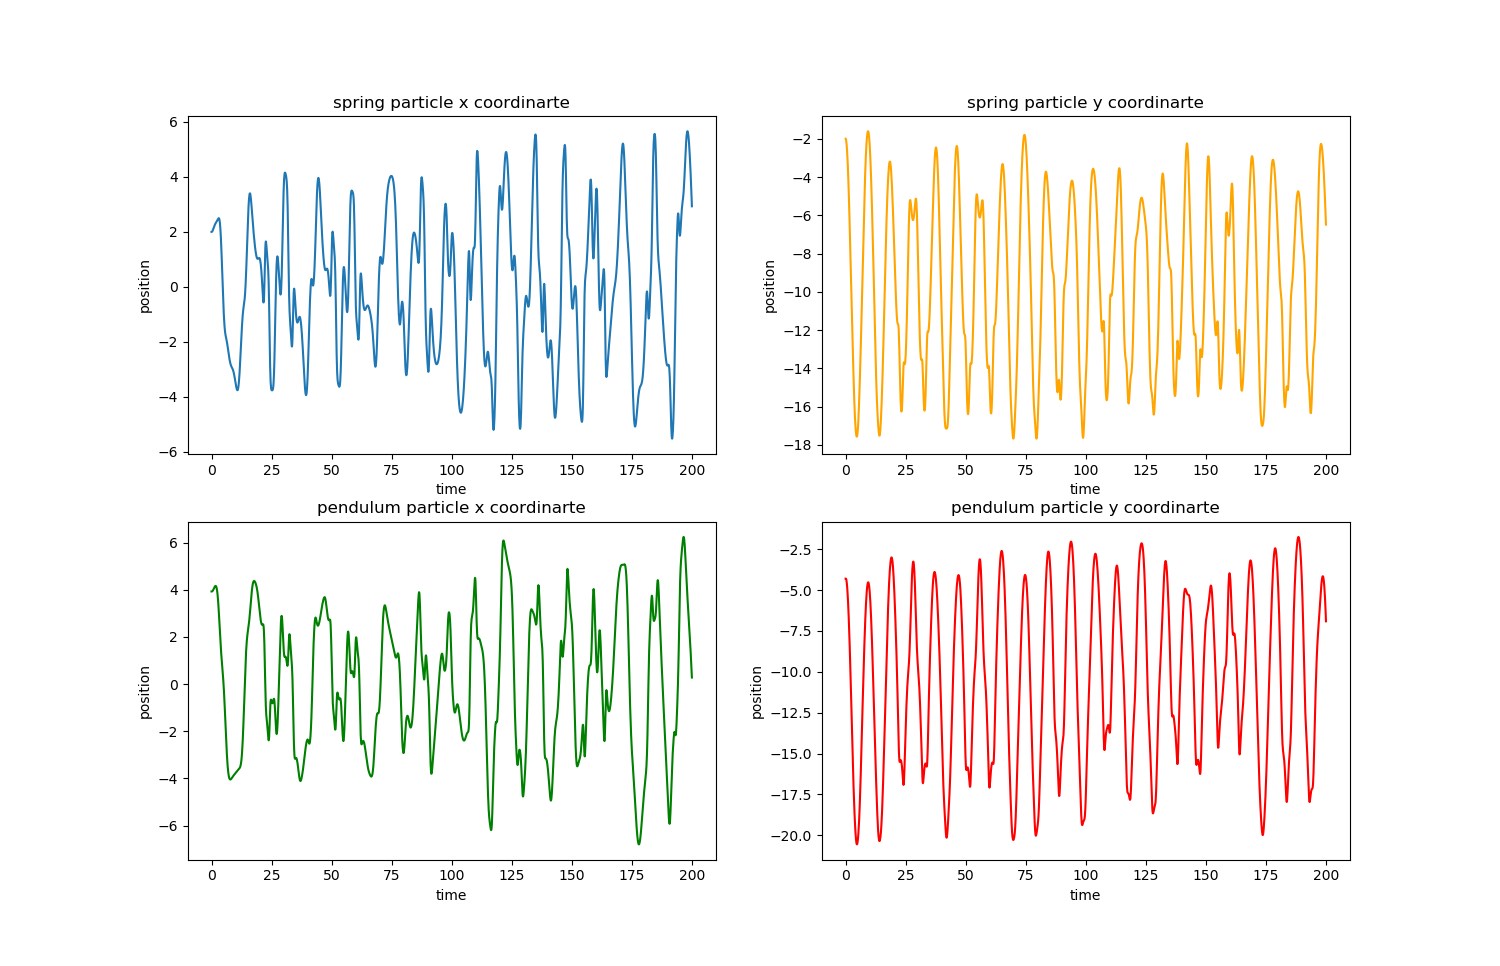 spring particle x coordinarte
6
4
2
0
−2
−4
−6
position
0 25 50 75 100 125 150 175 200
time
spring particle y coordinarte
−2
−4
−6
−8
−10
−12
−14
−16
−18
position
0 25 50 75 100 125 150 175 200
time
pendulum particle x coordinarte
6
4
2
0
−2
−4
−6
position
0 25 50 75 100 125 150 175 200
time
pendulum particle y coordinarte
−2.5
−5.0
−7.5
−10.0
−12.5
−15.0
−17.5
−20.0
position
0 25 50 75 100 125 150 175 200
time